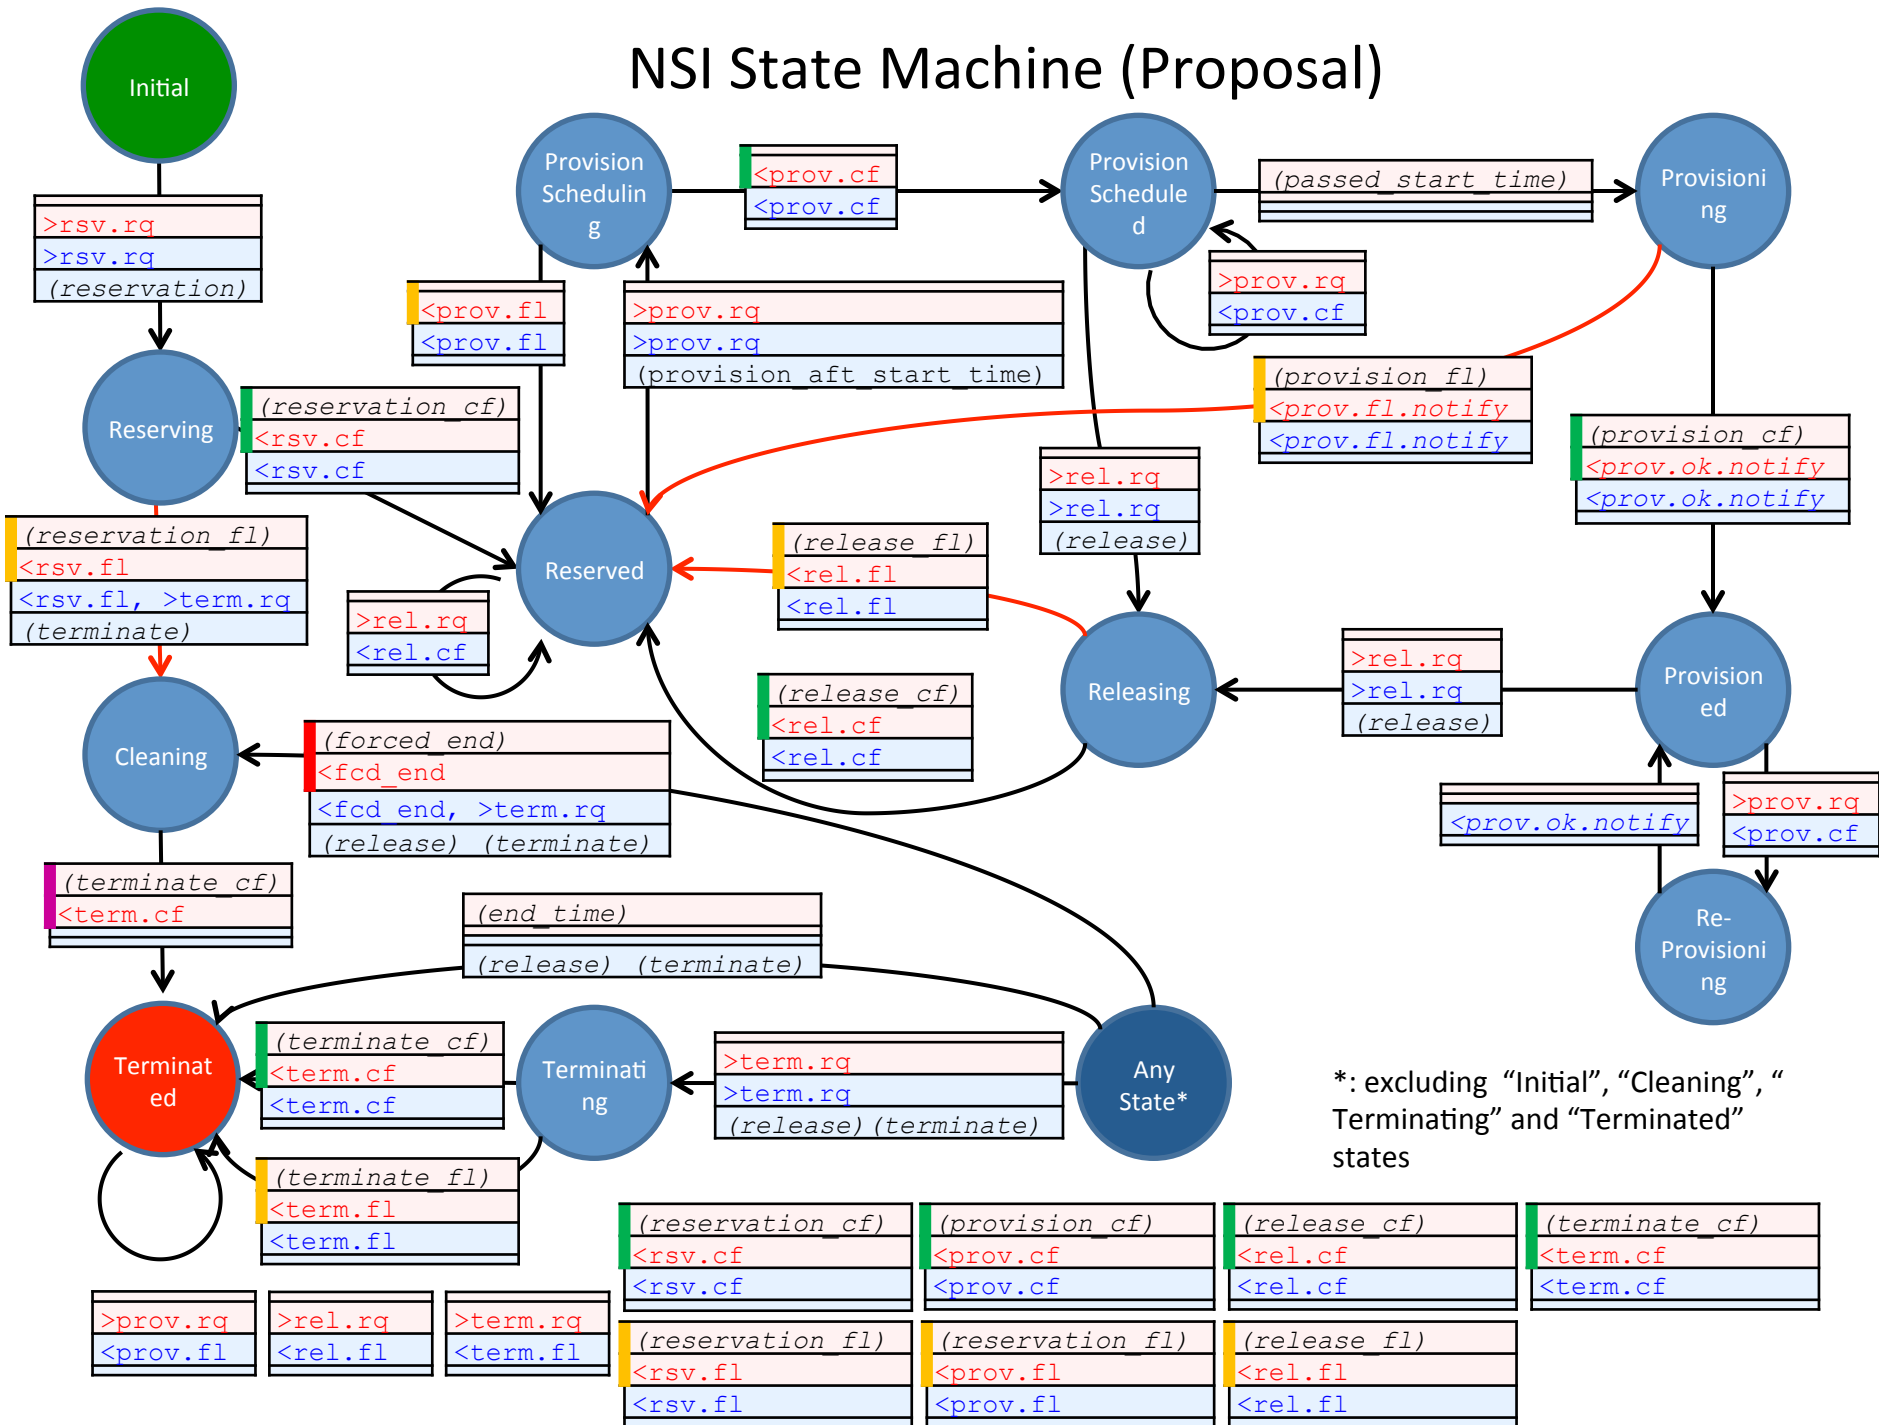 NSI State Machine (Proposal)
Initial
>rsv.rq
>rsv.rq
(reservation)
Provision
Schedulin
g
<prov.cf
<prov.cf
Provision
Schedule
d
(passed_start_time)
Provisioni
ng
>prov.rq
<prov.cf
<prov.fl
<prov.fl
>prov.rq
>prov.rq
(provision_aft_start_time)
Reserving
(reservation_cf)
<rsv.cf
<rsv.cf
(provision_fl)
<prov.fl.notify
<prov.fl.notify
(provision_cf)
<prov.ok.notify
<prov.ok.notify
>rel.rq
>rel.rq
(release)
(reservation_fl)
<rsv.fl
<rsv.fl, >term.rq
(terminate)
Reserved
(release_fl)
<rel.fl
<rel.fl
>rel.rq
<rel.cf
Releasing
>rel.rq
>rel.rq
(release)
Provision
ed
(release_cf)
<rel.cf
<rel.cf
Cleaning
(forced_end)
<fcd_end
<fcd_end, >term.rq
(release) (terminate)
<prov.ok.notify
>prov.rq
<prov.cf
(terminate_cf)
<term.cf
(end_time)
(release) (terminate)
Re-
Provisioni
ng
Terminat
ed
(terminate_cf)
<term.cf
<term.cf
Terminati
ng
>term.rq
>term.rq
(release)(terminate)
Any
State*
*: excluding “Initial”, “Cleaning”, “
Terminating” and “Terminated”
states
(terminate_fl)
<term.fl
<term.fl
(reservation_cf)
<rsv.cf
<rsv.cf
(provision_cf)
<prov.cf
<prov.cf
(release_cf)
<rel.cf
<rel.cf
(terminate_cf)
<term.cf
<term.cf
>prov.rq
<prov.fl
>rel.rq
<rel.fl
>term.rq
<term.fl
(reservation_fl)
<rsv.fl
<rsv.fl
(reservation_fl)
<prov.fl
<prov.fl
(release_fl)
<rel.fl
<rel.fl